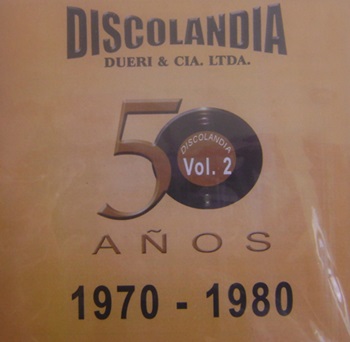 DISCOLANDIA
DUERI & CIA. LTDA.
50
DISCOLANDIA
Vol. 2
AÑOS
1970 - 1980